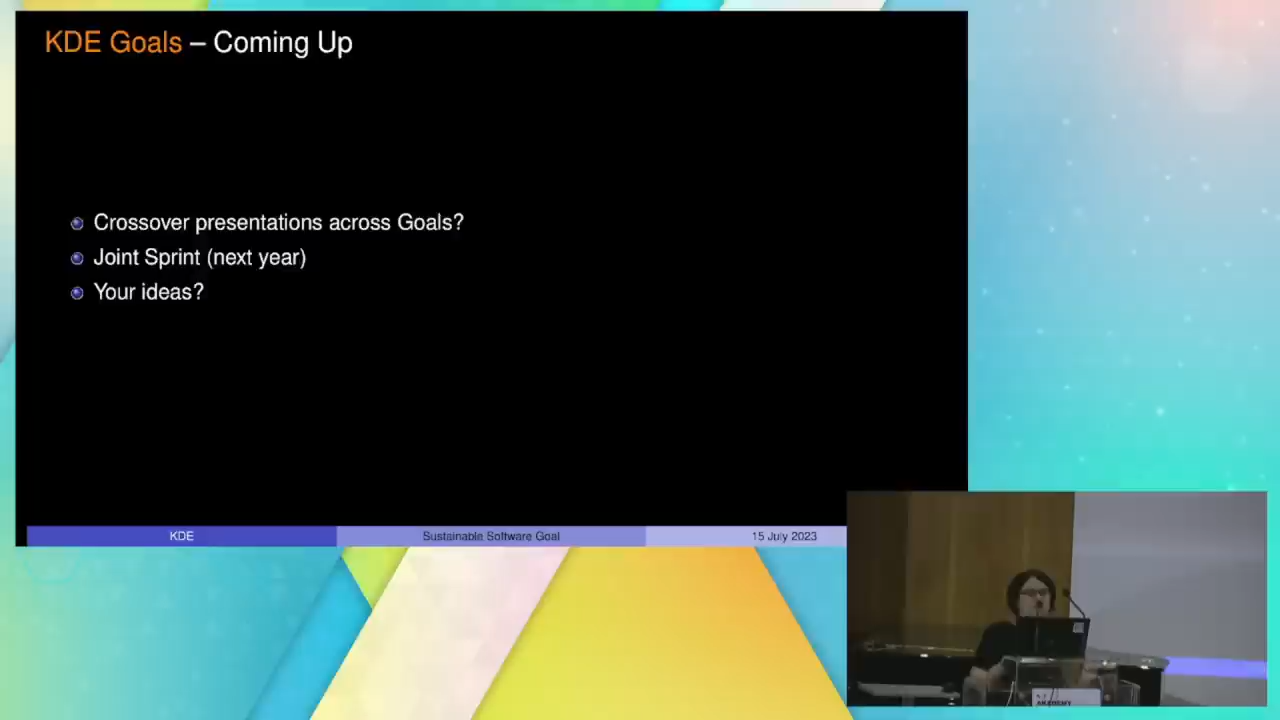 KDE Goals – Coming Up
Crossover presentations across Goals?
Joint Sprint (next year)
Your ideas?
KDE
Sustainable Software Goal
15 July 2023
AKADEMY